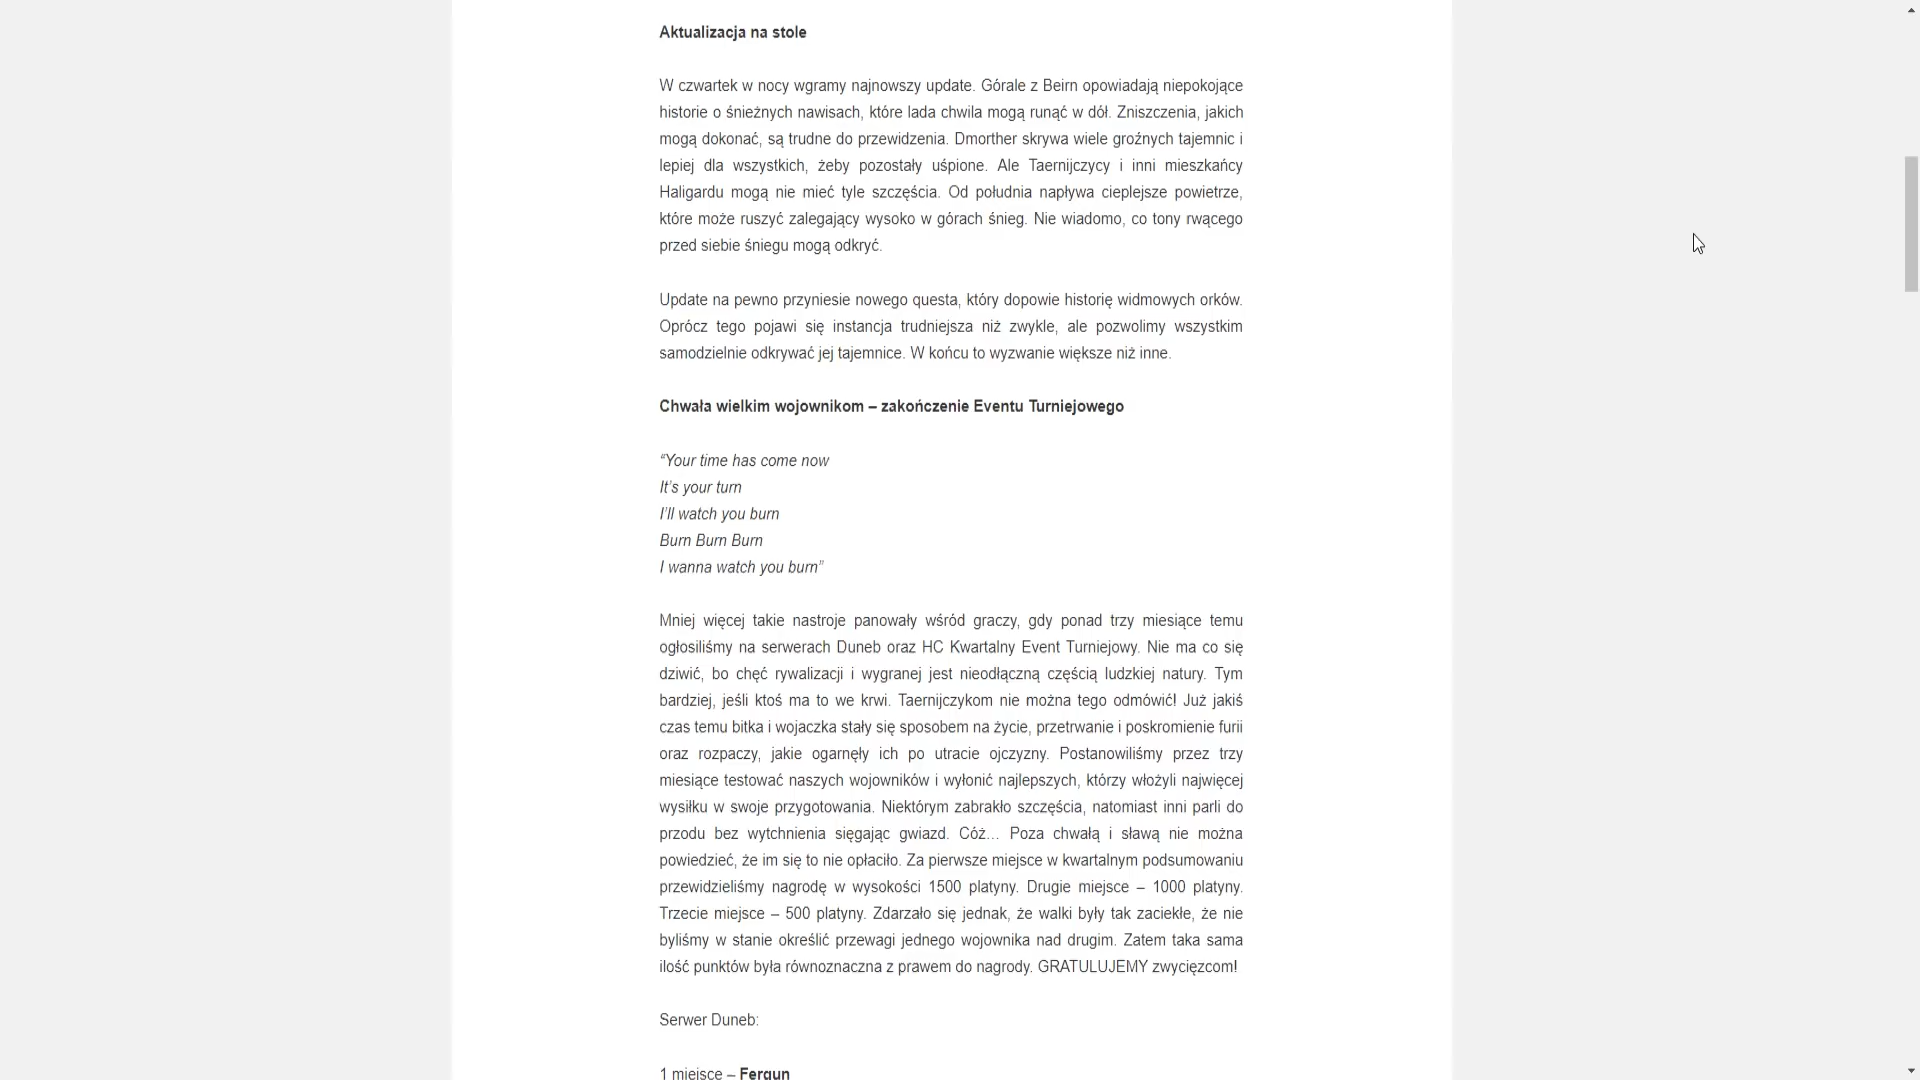 Aktualizacja na stole
W czwartek w nocy wgramy najnowszy update. Górale z Beirn opowiadają niepokojące
historie o śnieżnych nawisach, które lada chwila mogą runąć w dół. Zniszczenia, jakich
mogą dokonać, są trudne do przewidzenia. Dmorther skrywa wiele groźnych tajemnic i
lepiej dla wszystkich, żeby pozostały uśpione. Ale Taernijczycy i inni mieszkańcy
Haligardu mogą nie mieć tyle szczęścia. Od południa napływa cieplejsze powietrze,
które może ruszyć zalegający wysoko w górach śnieg. Nie wiadomo, co tony rwącego
przed siebie śniegu mogą odkryć.
Update na pewno przyniesie nowego questa, który dopowie historię widmowych orków.
Oprócz tego pojawi się instancja trudniejsza niż zwykle, ale pozwolimy wszystkim
samodzielnie odkrywać jej tajemnice. W końcu to wyzwanie większe niż inne.
Chwała wielkim wojownikom – zakończenie Eventu Turniejowego
“Your time has come now
It’s your turn
I’ll watch you burn
Burn Burn Burn
I wanna watch you burn”
Mniej więcej takie nastroje panowały wśród graczy, gdy ponad trzy miesiące temu
ogłosiliśmy na serwerach Duneb oraz HC Kwartalny Event Turniejowy. Nie ma co się
dziwić, bo chęć rywalizacji i wygranej jest nieodłączną częścią ludzkiej natury. Tym
bardziej, jeśli ktoś ma to we krwi. Taernijczykom nie można tego odmówić! Już jakiś
czas temu bitka i wojaczka stały się sposobem na życie, przetrwanie i poskromienie furii
oraz rozpaczy, jakie ogarnęły ich po utracie ojczyzny. Postanowiliśmy przez trzy
miesiące testować naszych wojowników i wyłonić najlepszych, którzy włożyli najwięcej
wysiłku w swoje przygotowania. Niektórym zabrakło szczęścia, natomiast inni parli do
przodu bez wytchnienia sięgając gwiazd. Cóż… Poza chwałą i sławą nie można
powiedzieć, że im się to nie opłaciło. Za pierwsze miejsce w kwartalnym podsumowaniu
przewidzieliśmy nagrodę w wysokości 1500 platyny. Drugie miejsce – 1000 platyny.
Trzecie miejsce – 500 platyny. Zdarzało się jednak, że walki były tak zaciekłe, że nie
byliśmy w stanie określić przewagi jednego wojownika nad drugim. Zatem taka sama
ilość punktów była równoznaczna z prawem do nagrody. GRATULUJEMY zwycięzcom!
Serwer Duneb:
1 miejsce – Fergun